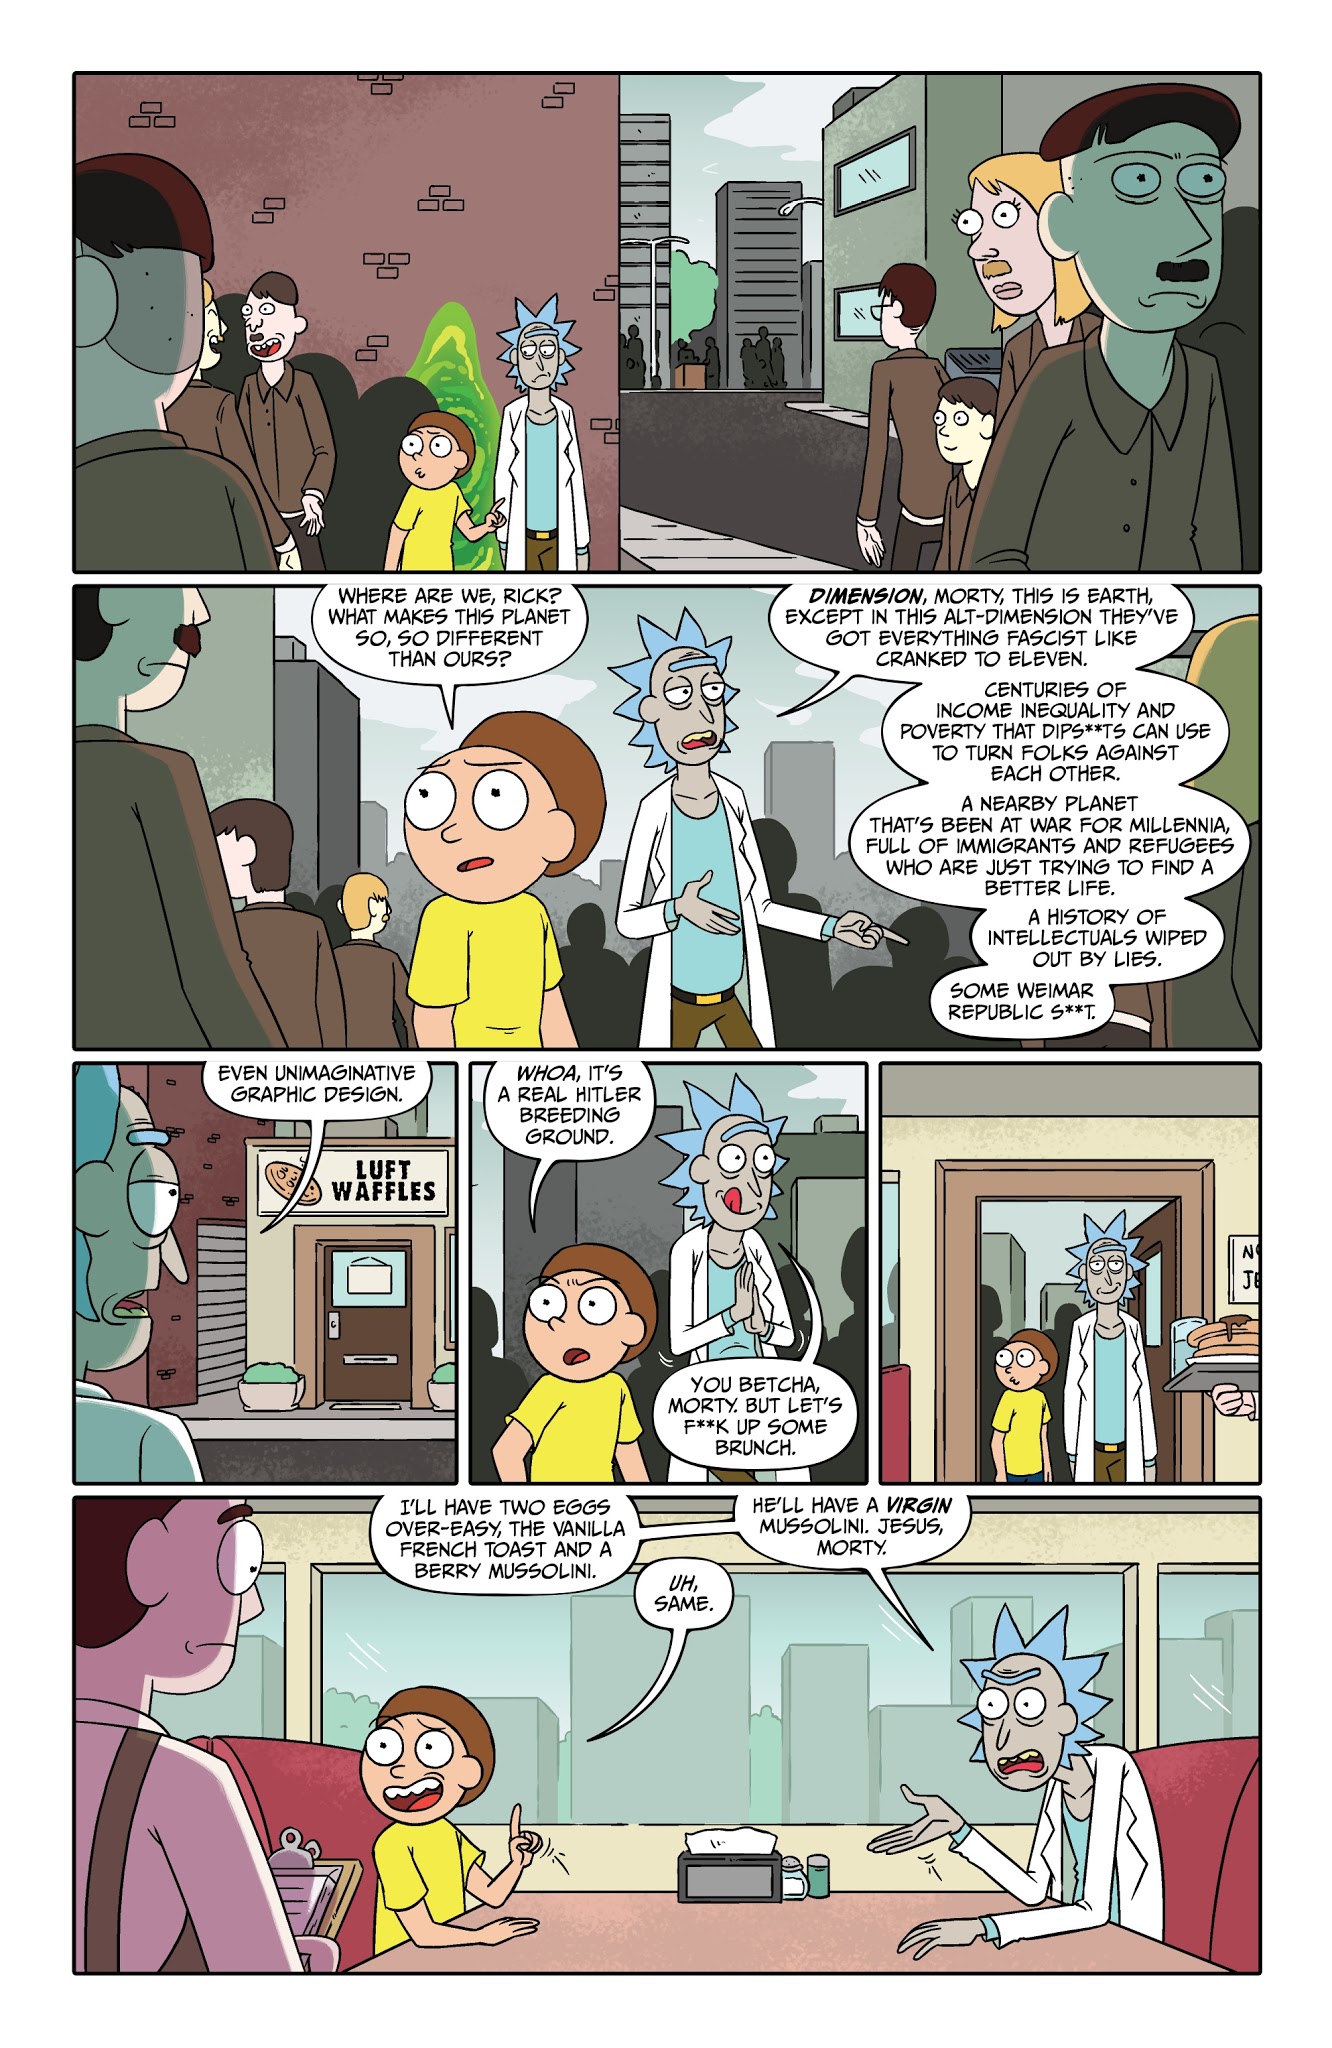 WHERE ARE WE, RICK?
WHAT MAKES THIS PLANET
SO, SO DIFFERENT
THAN OURS?
DIMENSION, MORTY, THIS IS EARTH,
EXCEPT IN THIS ALT-DIMENSION THEY'VE
GOT EVERYTHING FASCIST LIKE
CRANKED TO ELEVEN.
CENTURIES OF
INCOME INEQUALITY AND
POVERTY THAT DIPS**TS CAN USE
TO TURN FOLKS AGAINST
EACH OTHER.
A NEARBY PLANET
THAT'S BEEN AT WAR FOR MILLENNIA,
FULL OF IMMIGRANTS AND REFUGEES
WHO ARE JUST TRYING TO FIND A
BETTER LIFE.
A HISTORY OF
INTELLECTUALS WIPED
OUT BY LIES.
SOME WEIMAR
REPUBLIC S**T.
EVEN UNIMAGINATIVE
GRAPHIC DESIGN.
LUFT
WAFFLES
WHOA, IT'S
A REAL HITLER
BREEDING
GROUND.
YOU BETCHA,
MORTY. BUT LET'S
F**K UP SOME
BRUNCH.
NO
JE
I'LL HAVE TWO EGGS
OVER-EASY, THE VANILLA
FRENCH TOAST AND A
BERRY MUSSOLINI.
UH,
SAME.
HE'LL HAVE A VIRGIN
MUSSOLINI. JESUS,
MORTY.